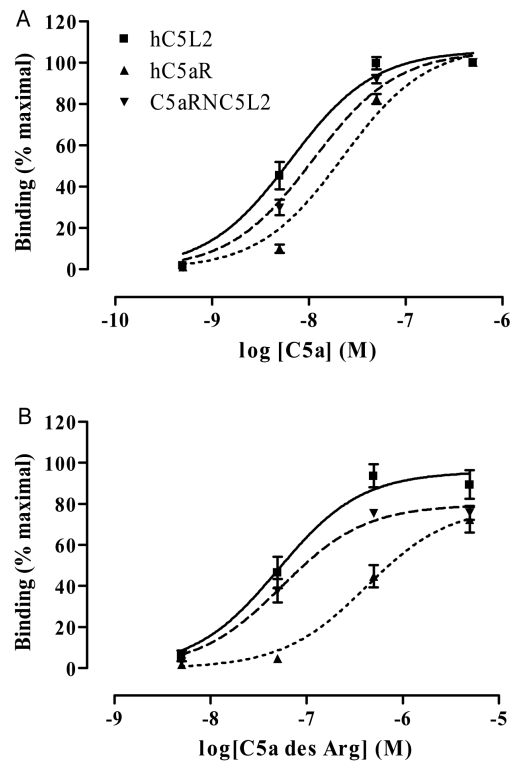 A
120
100
80
60
40
20
0
Binding (% maximal)
hC5L2
hC5aR
C5aRNC5L2
-10 -9 -8 -7 -6
log [C5a] (M)
B
120
100
80
60
40
20
0
Binding (% maximal)
-9 -8 -7 -6 -5
log[C5a des Arg] (M)